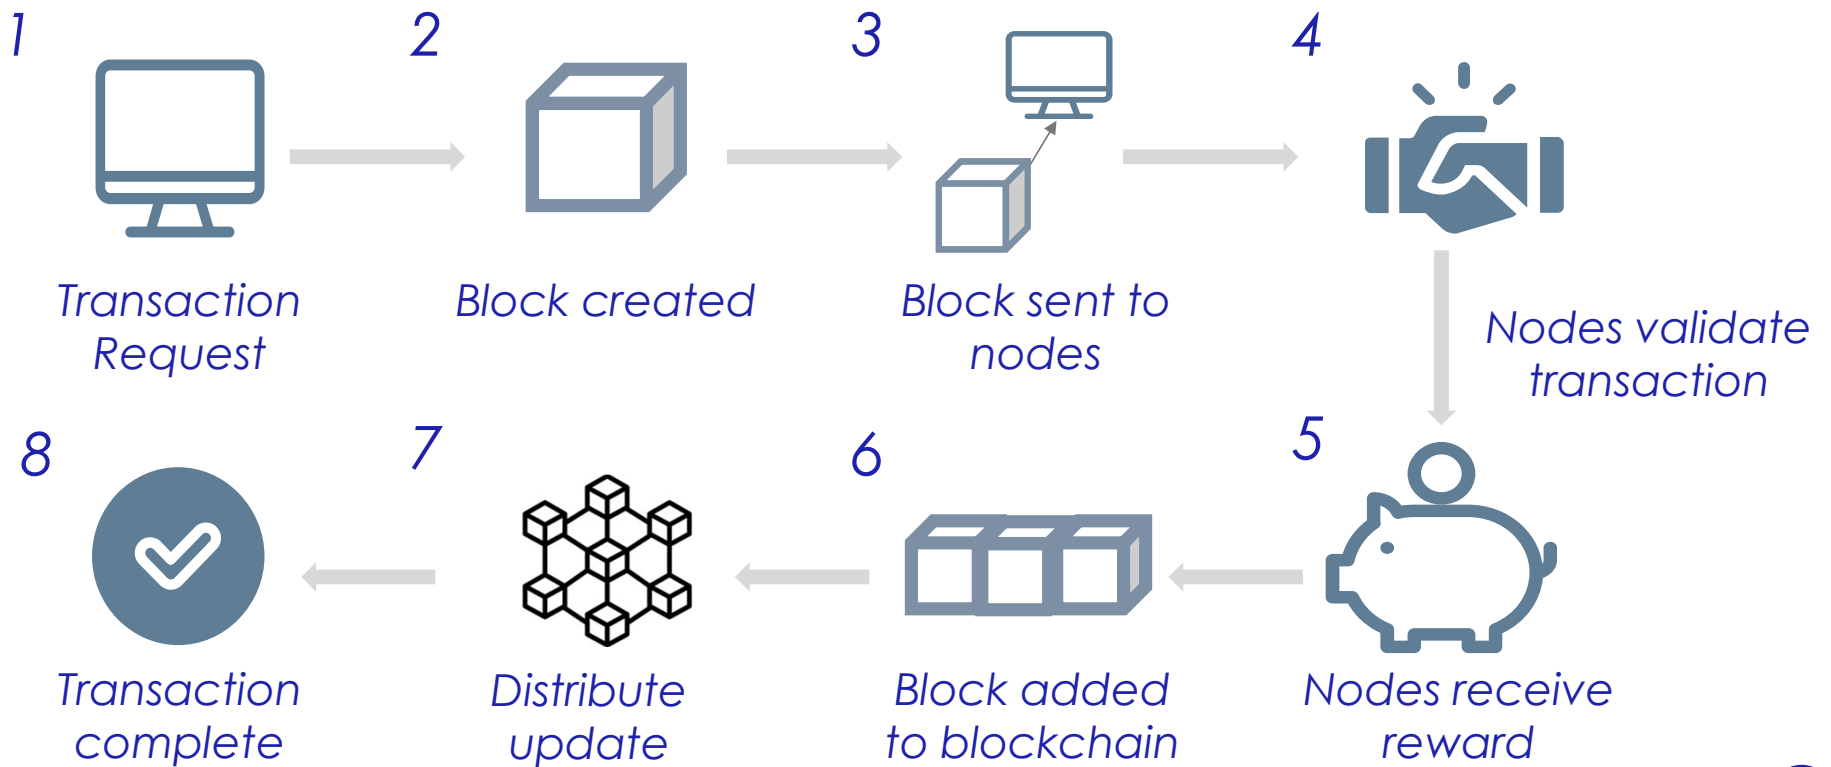 1
Transaction
Request
2
Block created
3
Block sent to
nodes
4
Nodes validate
transaction
5
Nodes receive
reward
6
Block added
to blockchain
7
Distribute
update
8
Transaction
complete